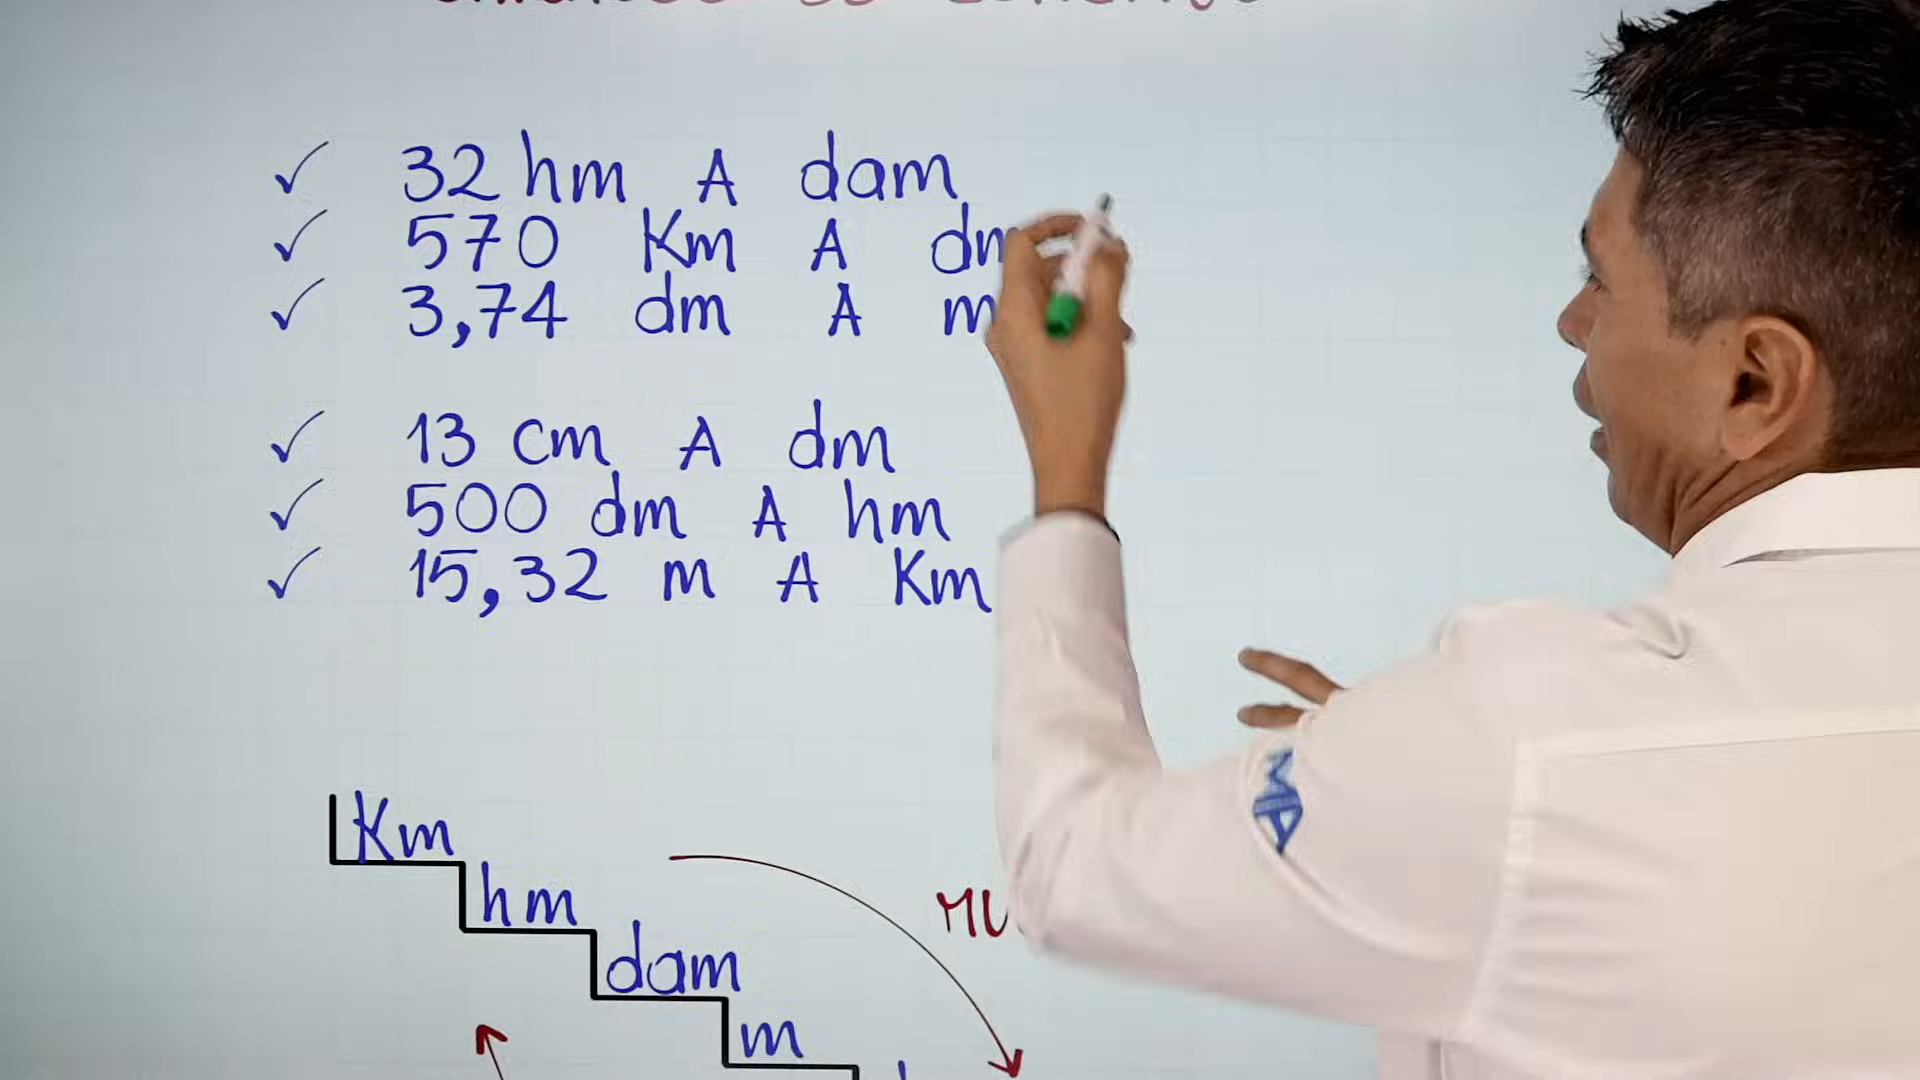 32 hm A dam
570 Km A
3,74 dm A
13 cm A dm
500 dm A hm
15,32 m A Km
Km
hm
dam
m
MA